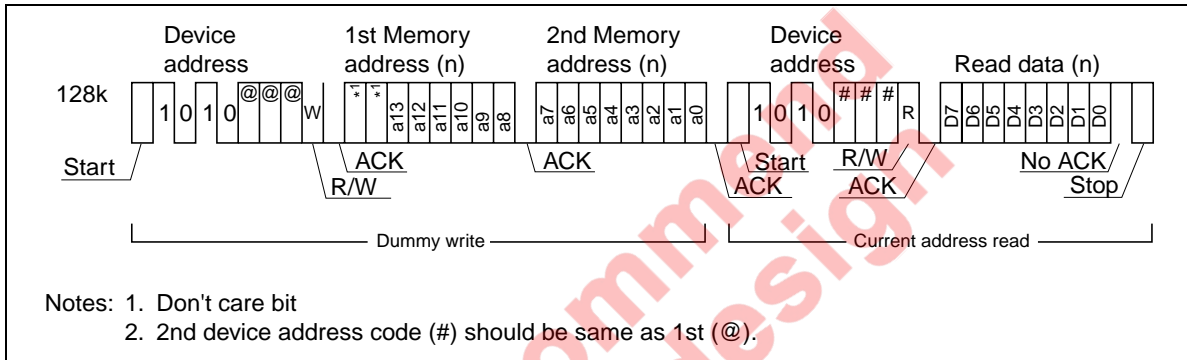 Device address
1st Memory address (n)
2nd Memory address (n)
Device address
Read data (n)
128k
1 0 1 0 @ @ @ W
*1 *1 a13 a12 a11 a10 a9 a8
a7 a6 a5 a4 a3 a2 a1 a0
1 0 1 0 # # # R
D7 D6 D5 D4 D3 D2 D1 D0
Start
R/W
ACK
ACK
ACK
Start
R/W
ACK
No ACK
Stop
Dummy write
Current address read
Notes: 1. Don't care bit
2. 2nd device address code (#) should be same as 1st (@).
ommend
design